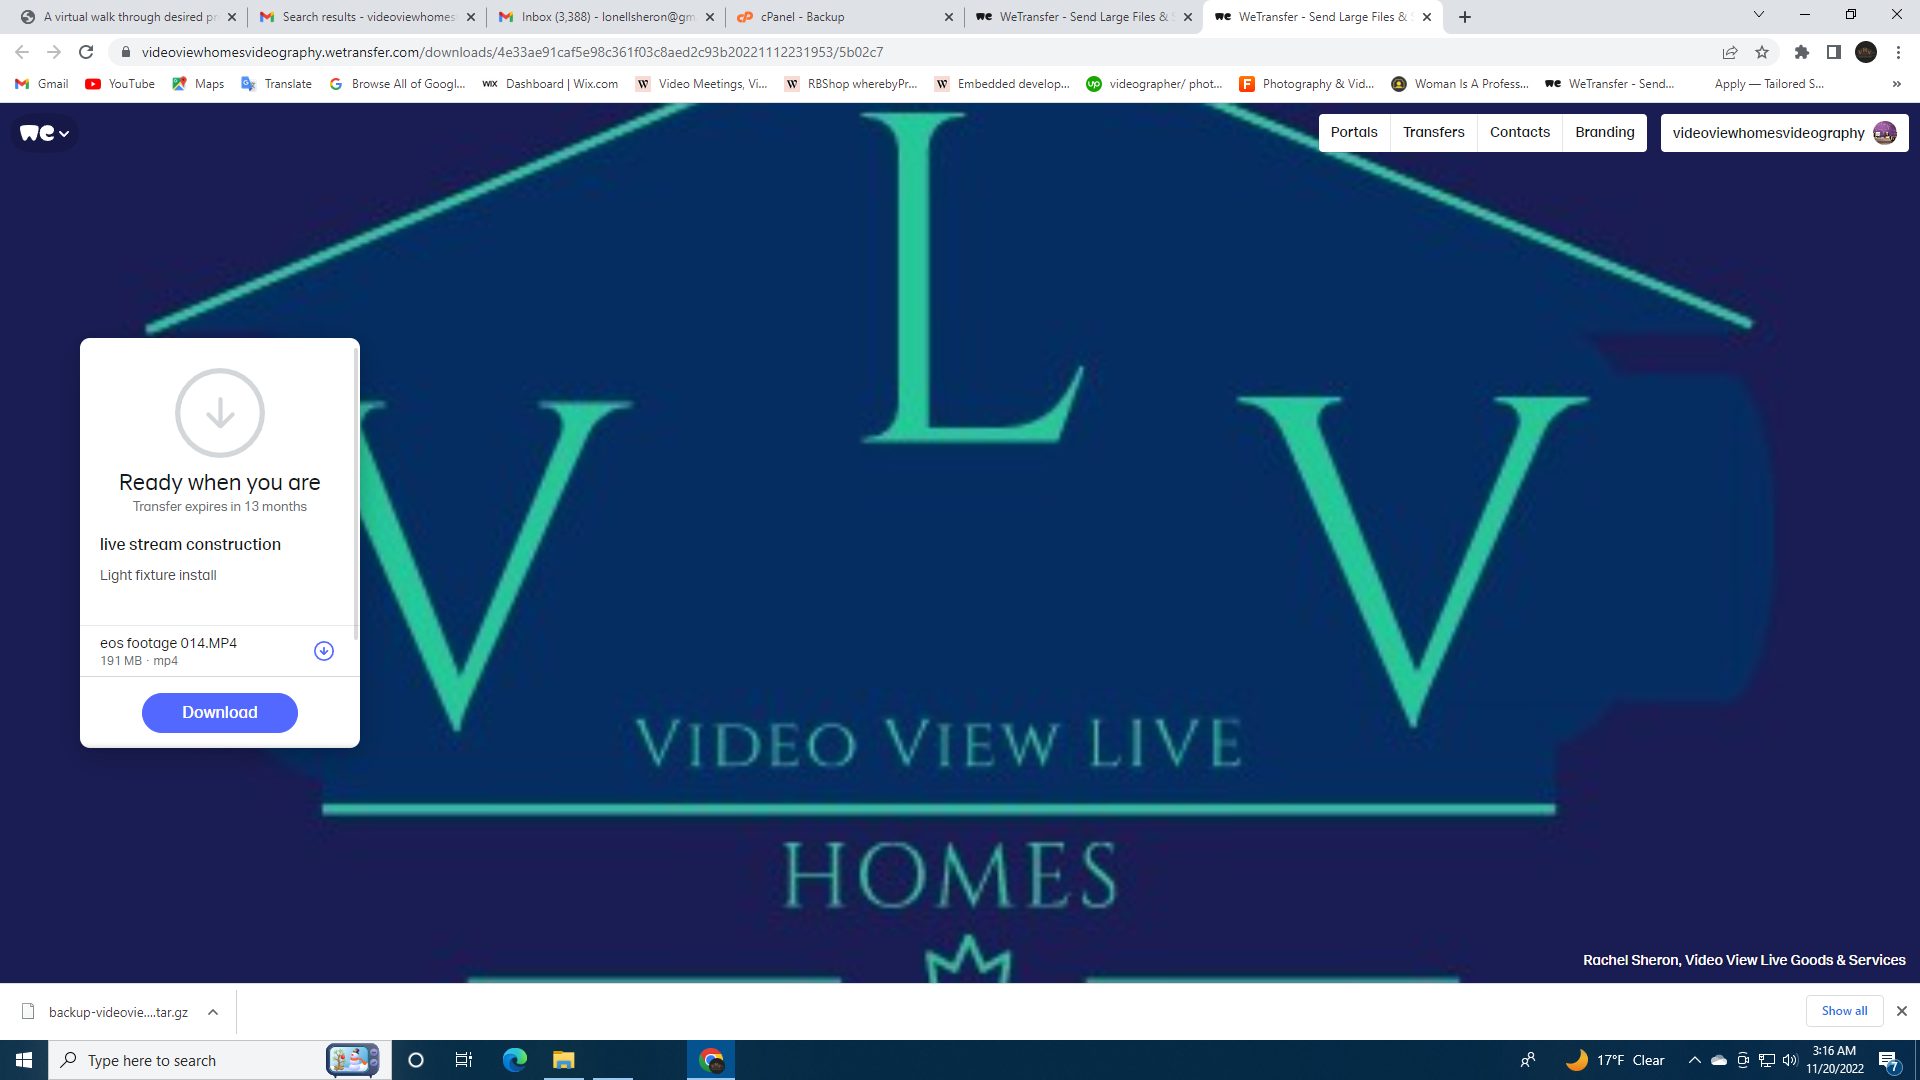 A virtual walk through desired pr
Search results - videoviewhomes
Inbox (3,388) - lonellsheron@gm
cPanel - Backup
WeTransfer - Send Large Files & S
WeTransfer - Send Large Files & S
videoviewhomesvideography.wetransfer.com/downloads/4e33ae91caf5e98c361f03c8aed2c93b20221112231953/5b02c7
Gmail
YouTube
Maps
Translate
Browse All of Googl...
WIX Dashboard | Wix.com
W Video Meetings, Vi...
W RBShop wherebyPr...
W Embedded develop...
up videographer/ phot...
F Photography & Vid...
Woman Is A Profess...
we WeTransfer - Send...
Apply — Tailored S...
we
Portals
Transfers
Contacts
Branding
videoviewhomesvideography
L
V V
Ready when you are
Transfer expires in 13 months
live stream construction
Light fixture install
eos footage 014.MP4
191 MB · mp4
Download
VIDEO VIEW LIVE
HOMES
Rachel Sheron, Video View Live Goods & Services
backup-videovie....tar.gz
Show all
Type here to search
17°F Clear
3:16 AM
11/20/2022
7